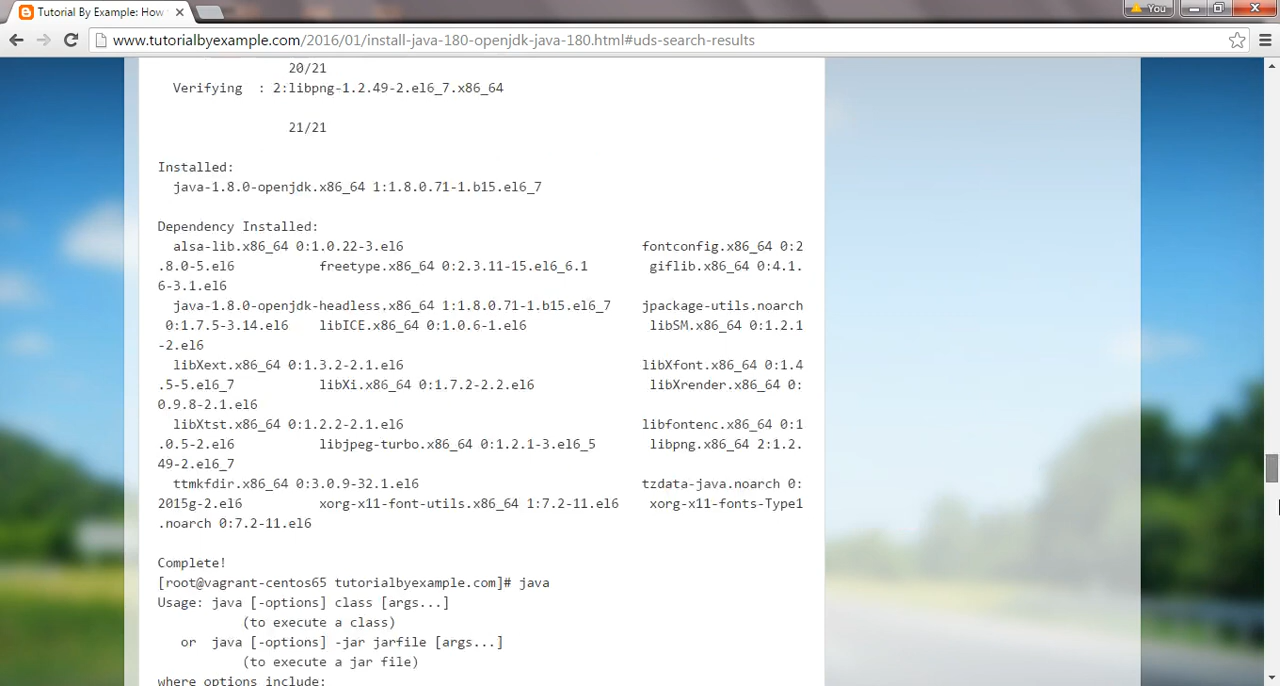 Tutorial By Example: How
You
www.tutorialbyexample.com/2016/01/install-java-180-openjdk-java-180.html#uds-search-results
20/21
Verifying : 2:libpng-1.2.49-2.el6_7.x86_64
21/21
Installed:
java-1.8.0-openjdk.x86_64 1:1.8.0.71-1.b15.el6_7
Dependency Installed:
alsa-lib.x86_64 0:1.0.22-3.el6 fontconfig.x86_64 0:2
.8.0-5.el6 freetype.x86_64 0:2.3.11-15.el6_6.1 giflib.x86_64 0:4.1.
6-3.1.el6
java-1.8.0-openjdk-headless.x86_64 1:1.8.0.71-1.b15.el6_7 jpackage-utils.noarch
0:1.7.5-3.14.el6 libICE.x86_64 0:1.0.6-1.el6 libSM.x86_64 0:1.2.1
-2.el6
libXext.x86_64 0:1.3.2-2.1.el6 libXfont.x86_64 0:1.4
.5-5.el6_7 libXi.x86_64 0:1.7.2-2.2.el6 libXrender.x86_64 0:
0.9.8-2.1.el6
libXtst.x86_64 0:1.2.2-2.1.el6 libfontenc.x86_64 0:1
.0.5-2.el6 libjpeg-turbo.x86_64 0:1.2.1-3.el6_5 libpng.x86_64 2:1.2.
49-2.el6_7
ttmkfdir.x86_64 0:3.0.9-32.1.el6 tzdata-java.noarch 0:
2015g-2.el6 xorg-x11-font-utils.x86_64 1:7.2-11.el6 xorg-x11-fonts-Type1
.noarch 0:7.2-11.el6
Complete!
[root@vagrant-centos65 tutorialbyexample.com]# java
Usage: java [-options] class [args...]
(to execute a class)
or java [-options] -jar jarfile [args...]
(to execute a jar file)
where options include: